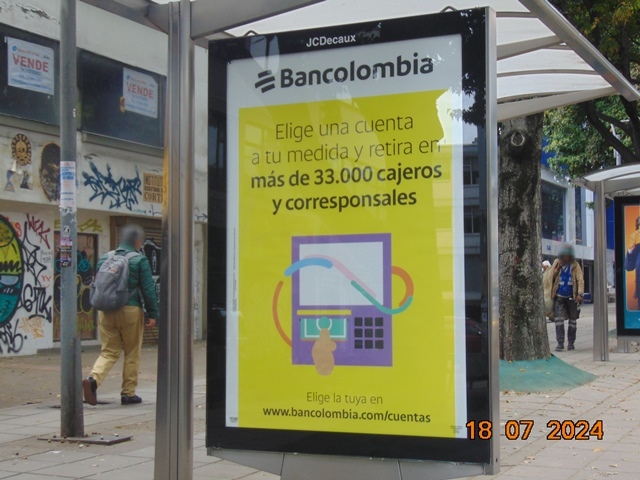 JCDecaux
Bancolombia
Elige una cuenta
a tu medida y retira en
más de 33.000 cajeros
y corresponsales
Elige la tuya en
www.bancolombia.com/cuentas
VENDE
VENDE
18 07 2024